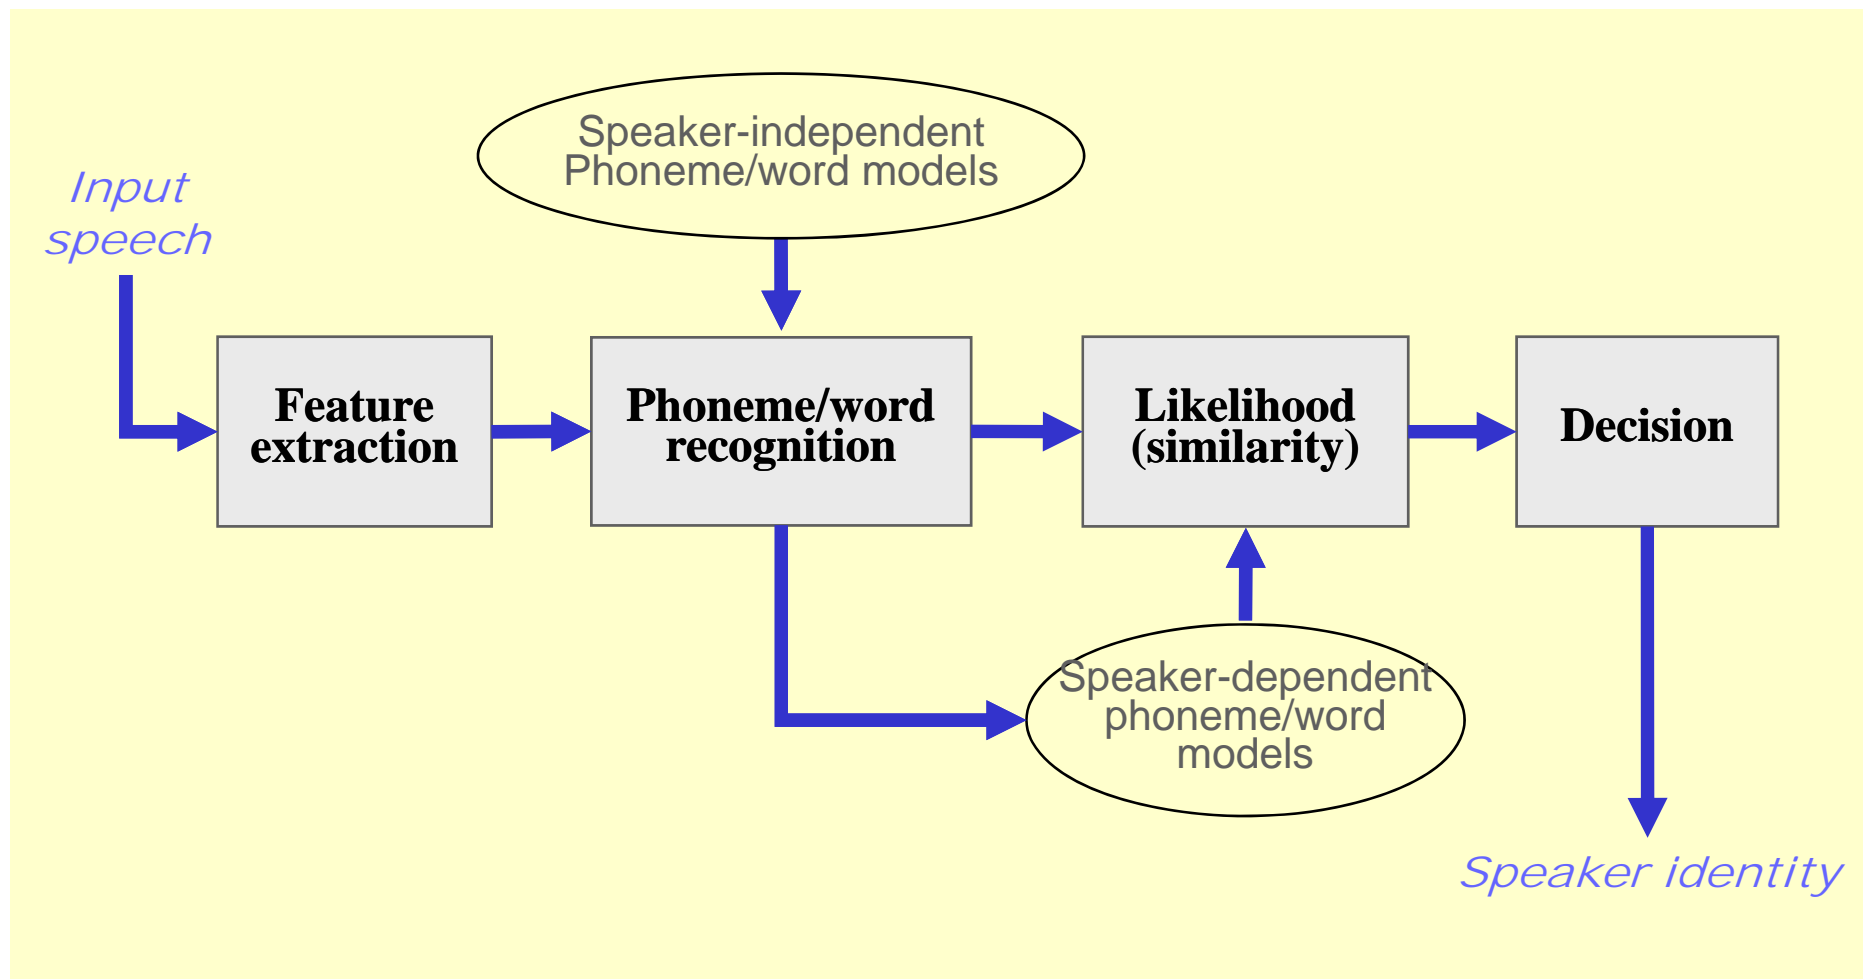 Speaker-independent
Phoneme/word models
Input
speech
Feature
extraction
Phoneme/word
recognition
Likelihood
(similarity)
Decision
Speaker-dependent
phoneme/word
models
Speaker identity